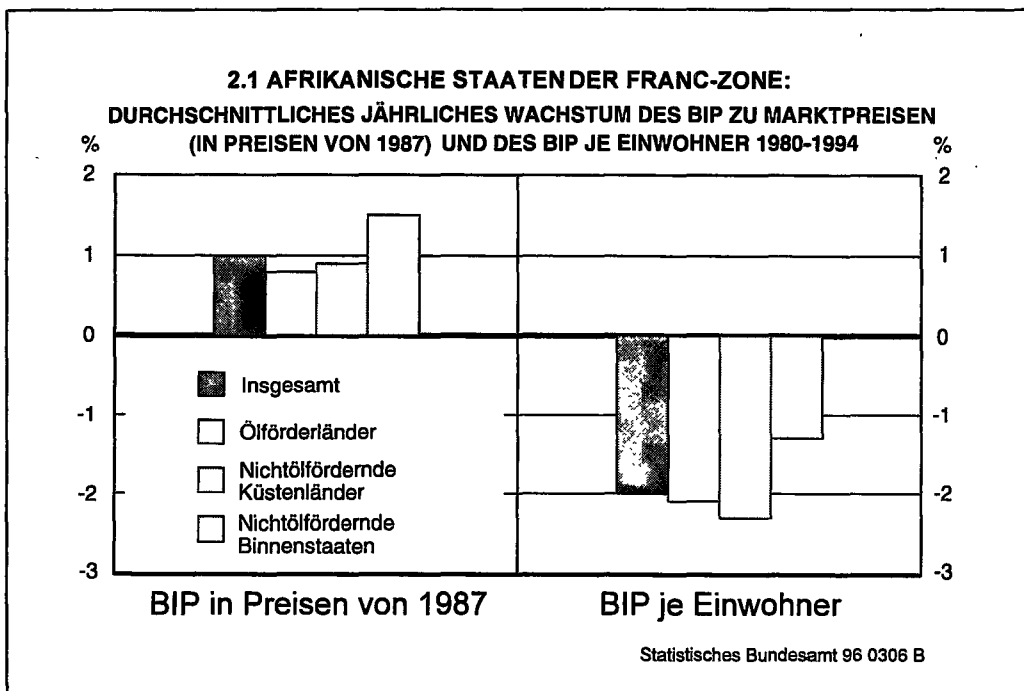 2.1 AFRIKANISCHE STAATEN DER FRANC-ZONE:
DURCHSCHNITTLICHES JÄHRLICHES WACHSTUM DES BIP ZU MARKTPREISEN
% (IN PREISEN VON 1987) UND DES BIP JE EINWOHNER 1980-1994 %
2 2
1 1
0 0
Insgesamt
-1 -1
Ölförderländer
Nichtölfördernde
Küstenländer
-2 -2
Nichtölfördernde
Binnenstaaten
-3 -3
BIP in Preisen von 1987 BIP je Einwohner
Statistisches Bundesamt 96 0306 B